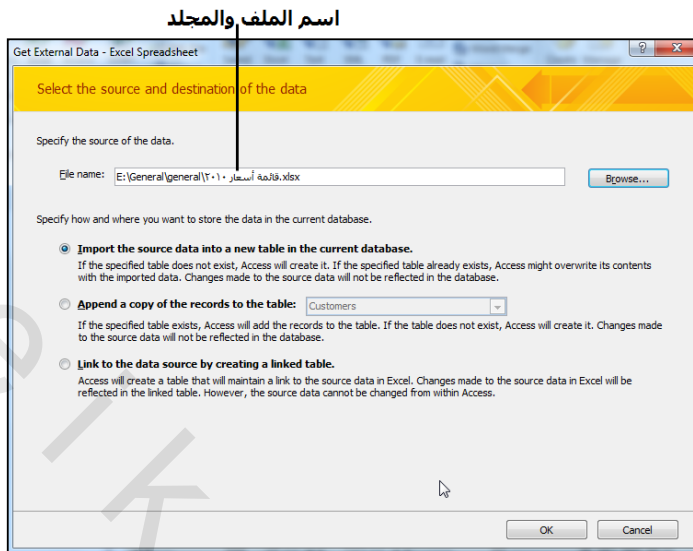 اسم الملف والمجلد
Get External Data - Excel Spreadsheet
Select the source and destination of the data
Specify the source of the data.
File name: E:\General\general\قائمة أسعار ٢٠١٠.xlsx Browse...
Specify how and where you want to store the data in the current database.
Import the source data into a new table in the current database.
If the specified table does not exist, Access will create it. If the specified table already exists, Access might overwrite its contents
with the imported data. Changes made to the source data will not be reflected in the database.
Append a copy of the records to the table: Customers
If the specified table exists, Access will add the records to the table. If the table does not exist, Access will create it. Changes made
to the source data will not be reflected in the database.
Link to the data source by creating a linked table.
Access will create a table that will maintain a link to the source data in Excel. Changes made to the source data in Excel will be
reflected in the linked table. However, the source data cannot be changed from within Access.
OK Cancel